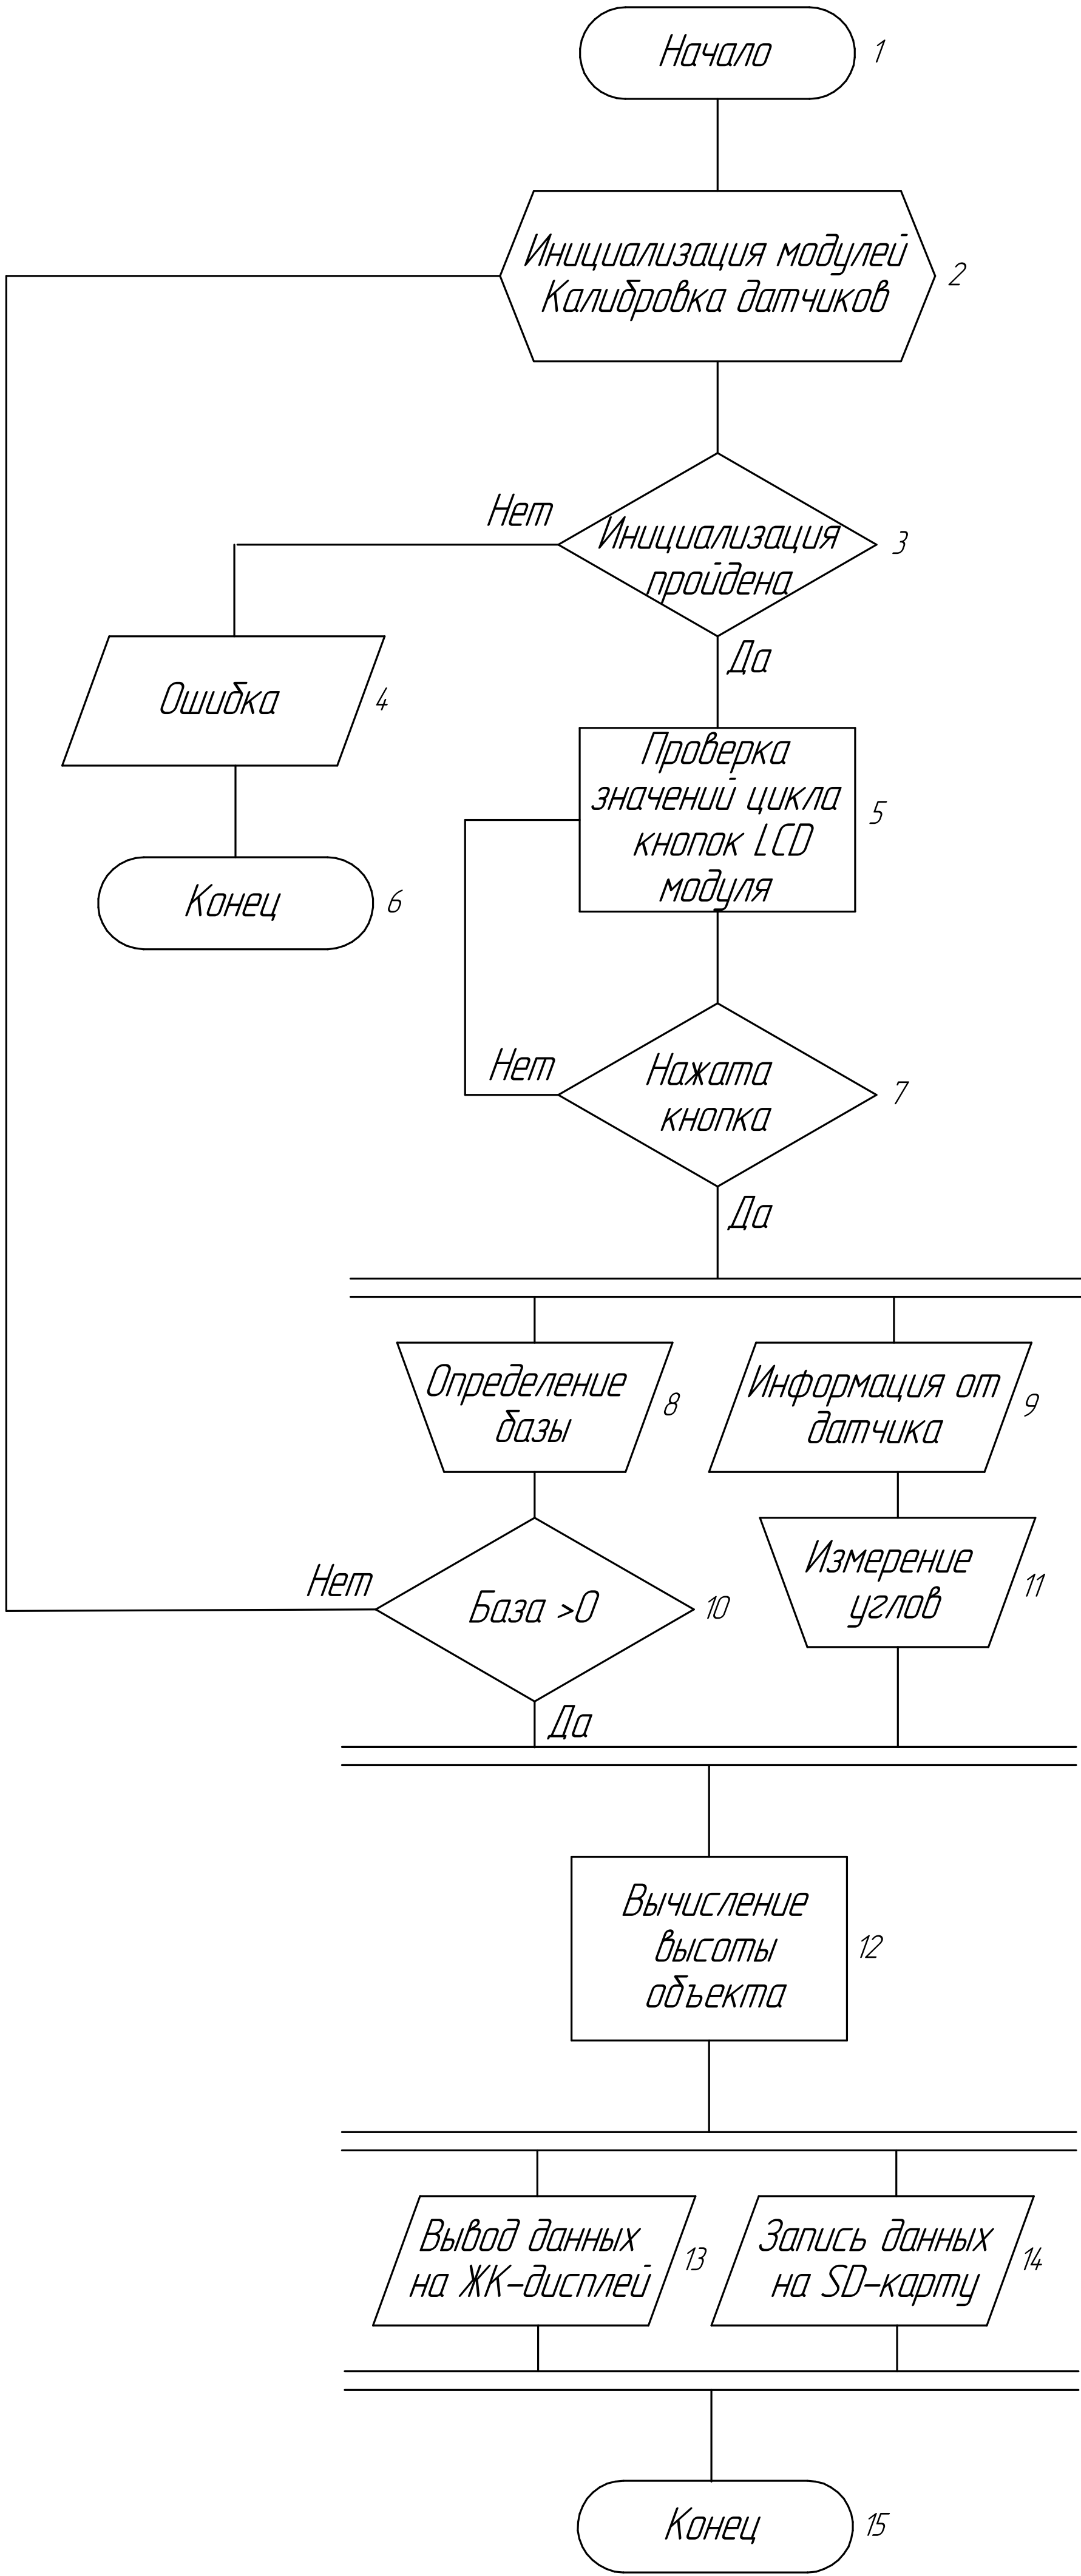 Начало
1
Инициализация модулей
Калибровка датчиков
2
Нет
Инициализация
пройдена
3
Да
Ошибка
4
Проверка
значений цикла
кнопок LCD
модуля
5
Конец
6
Нет
Нажата
кнопка
7
Да
Определение
базы
8
Информация от
датчика
9
Нет
База >0
10
Измерение
углов
11
Да
Вычисление
высоты
объекта
12
Вывод данных
на ЖК-дисплей
13
Запись данных
на SD-карту
14
Конец
15